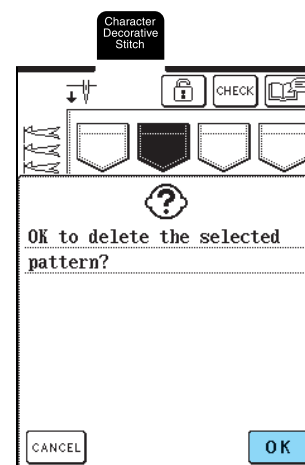 Character
Decorative
Stitch
CHECK
OK to delete the selected
pattern?
CANCEL
OK